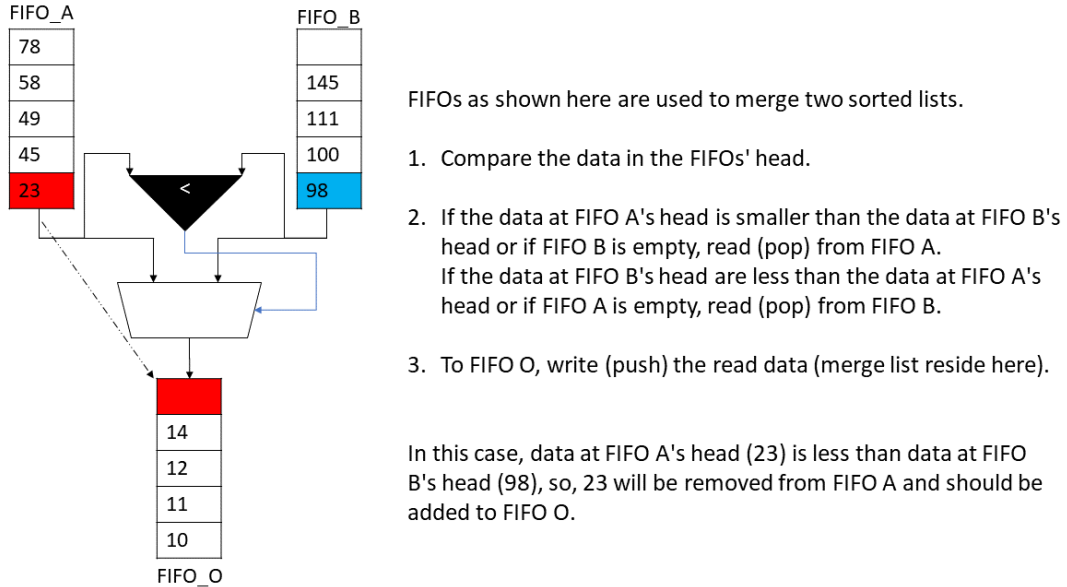 FIFO_A
78
58
49
45
23
FIFO_B
145
111
100
98
<
14
12
11
10
FIFO_O
FIFOs as shown here are used to merge two sorted lists.
1. Compare the data in the FIFOs' head.
2. If the data at FIFO A's head is smaller than the data at FIFO B's
head or if FIFO B is empty, read (pop) from FIFO A.
If the data at FIFO B's head are less than the data at FIFO A's
head or if FIFO A is empty, read (pop) from FIFO B.
3. To FIFO O, write (push) the read data (merge list reside here).
In this case, data at FIFO A's head (23) is less than data at FIFO
B's head (98), so, 23 will be removed from FIFO A and should be
added to FIFO O.